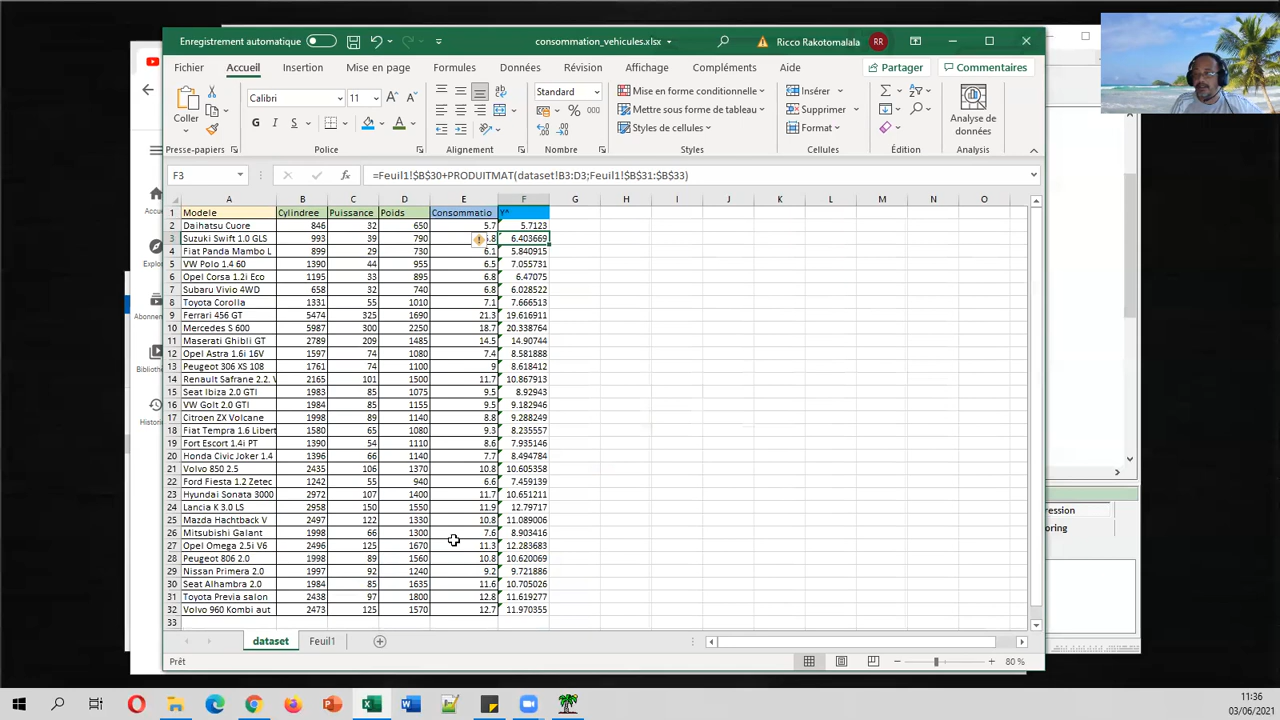 Enregistrement automatique
consommation_vehicules.xlsx
Ricco Rakotomalala
RR
Fichier Accueil Insertion Mise en page Formules Données Révision Affichage Compléments Aide
Partager
Commentaires
Coller
Calibri 11
G I S
Standard
Mise en forme conditionnelle
Mettre sous forme de tableau
Styles de cellules
Insérer
Supprimer
Format
Analyse de données
Presse-papiers Police Alignement Nombre Styles Cellules Édition
F3 =Feuil1!$B$30+PRODUITMAT(dataset!B3:D3;Feuil1!$B$31:$B$33)
A B C D E F G H I J K L M N O
1 Modele Cylindree Puissance Poids Consommatio Y^
2 Daihatsu Cuore 846 32 650 5.7 5.7123
3 Suzuki Swift 1.0 GLS 993 39 790 .8 6.403669
4 Fiat Panda Mambo L 899 29 730 6.1 5.840915
5 VW Polo 1.4 60 1390 44 955 6.5 7.055731
6 Opel Corsa 1.2i Eco 1195 33 895 6.8 6.47075
7 Subaru Vivio 4WD 658 32 740 6.8 6.028522
8 Toyota Corolla 1331 55 1010 7.1 7.666513
9 Ferrari 456 GT 5474 325 1690 21.3 19.616911
10 Mercedes S 600 5987 300 2250 18.7 20.338764
11 Maserati Ghibli GT 2789 209 1485 14.5 14.90744
12 Opel Astra 1.6i 16V 1597 74 1080 7.4 8.581888
13 Peugeot 306 XS 108 1761 74 1100 9 8.618412
14 Renault Safrane 2.2. V 2165 101 1500 11.7 10.867913
15 Seat Ibiza 2.0 GTI 1983 85 1075 9.5 8.92943
16 VW Golt 2.0 GTI 1984 85 1155 9.5 9.182946
17 Citroen ZX Volcane 1998 89 1140 8.8 9.288249
18 Fiat Tempra 1.6 Libert 1580 65 1080 9.3 8.235557
19 Fort Escort 1.4i PT 1390 54 1110 8.6 7.935146
20 Honda Civic Joker 1.4 1396 66 1140 7.7 8.494784
21 Volvo 850 2.5 2435 106 1370 10.8 10.605358
22 Ford Fiesta 1.2 Zetec 1242 55 940 6.6 7.459139
23 Hyundai Sonata 3000 2972 107 1400 11.7 10.651211
24 Lancia K 3.0 LS 2958 150 1550 11.9 12.79717
25 Mazda Hachtback V 2497 122 1330 10.8 11.089006
26 Mitsubishi Galant 1998 66 1300 7.6 8.903416
27 Opel Omega 2.5i V6 2496 125 1670 11.3 12.283683
28 Peugeot 806 2.0 1998 89 1560 10.8 10.620069
29 Nissan Primera 2.0 1997 92 1240 9.2 9.721886
30 Seat Alhambra 2.0 1984 85 1635 11.6 10.705026
31 Toyota Previa salon 2438 97 1800 12.8 11.619277
32 Volvo 960 Kombi aut 2473 125 1570 12.7 11.970355
33
dataset Feuil1
Prêt
80 %
Accu
Explo
Abonn
Biblioth
Histori
ression
oring
11:36
03/06/2021